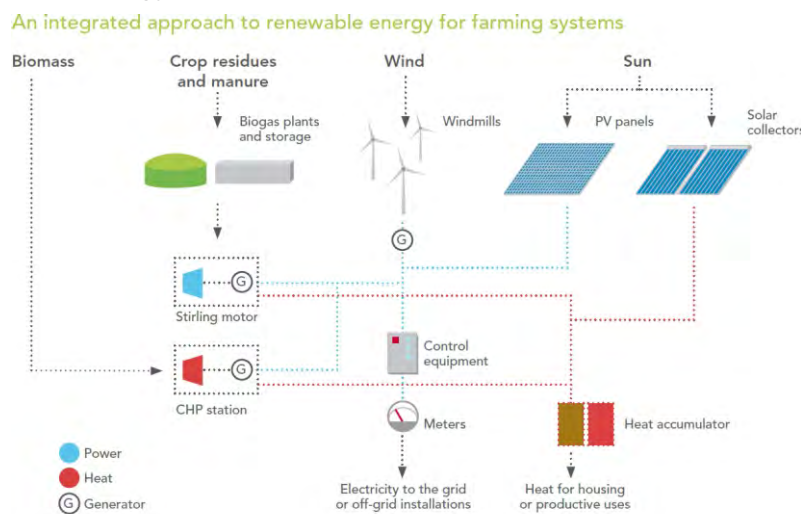 An integrated approach to renewable energy for farming systems
Biomass
Crop residues
and manure
Wind
Sun
Biogas plants
and storage
Windmills
PV panels
Solar
collectors
G
G
Stirling motor
G
CHP station
Control
equipment
Meters
Heat accumulator
Power
Heat
G Generator
Electricity to the grid
or off-grid installations
Heat for housing
or productive uses